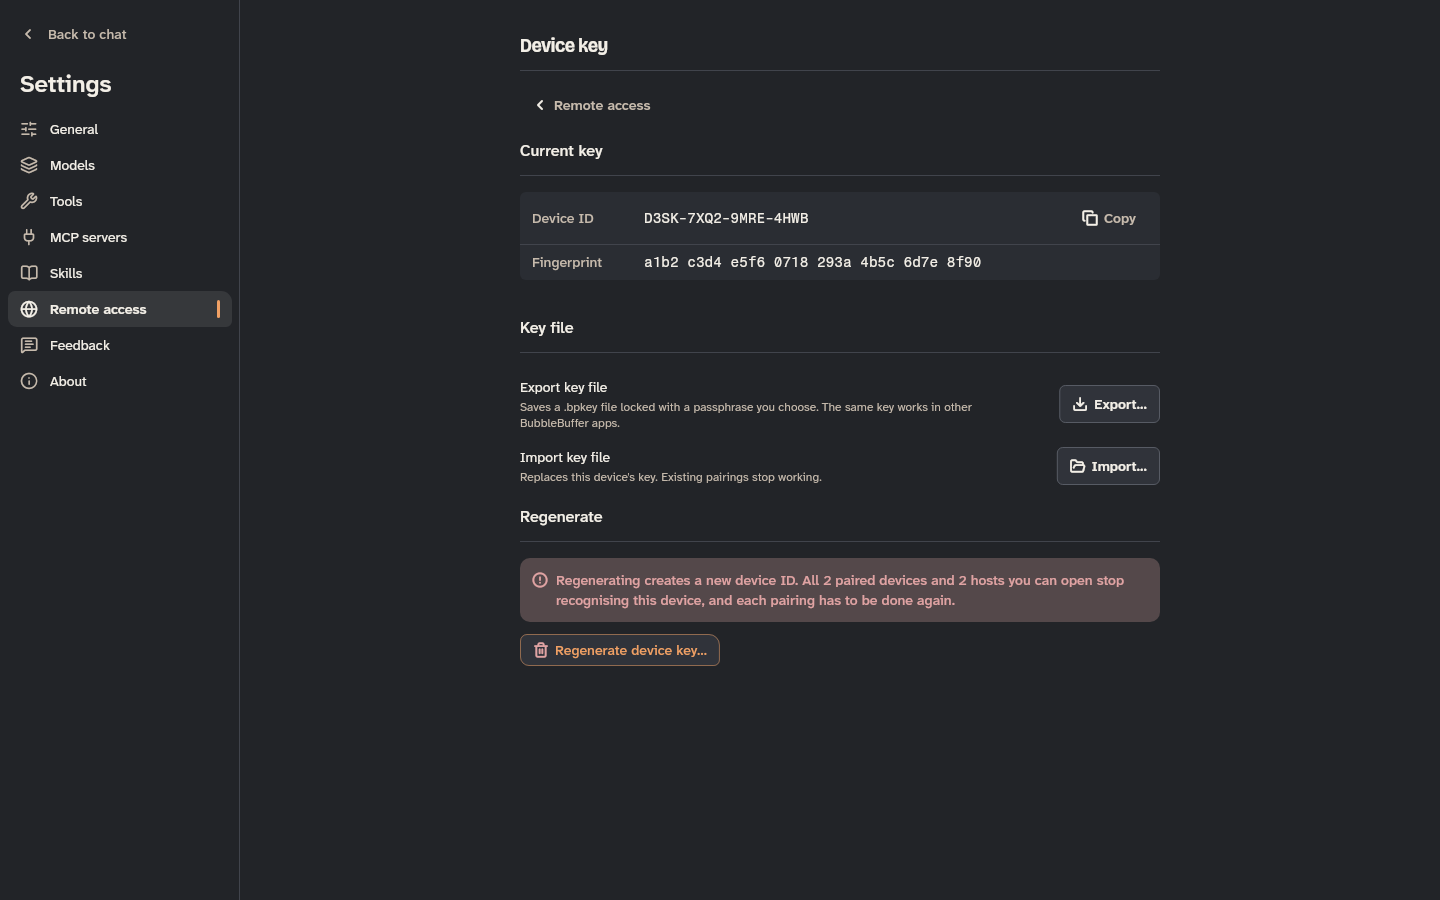 Back to chat
Settings
General
Models
Tools
MCP servers
Skills
Remote access
Feedback
About
Device key
Remote access
Current key
Device ID D3SK-7XQ2-9MRE-4HWB Copy
Fingerprint a1b2 c3d4 e5f6 0718 293a 4b5c 6d7e 8f90
Key file
Export key file
Saves a .bpkey file locked with a passphrase you choose. The same key works in other
BubbleBuffer apps.
Export...
Import key file
Replaces this device's key. Existing pairings stop working.
Import...
Regenerate
Regenerating creates a new device ID. All 2 paired devices and 2 hosts you can open stop
recognising this device, and each pairing has to be done again.
Regenerate device key...